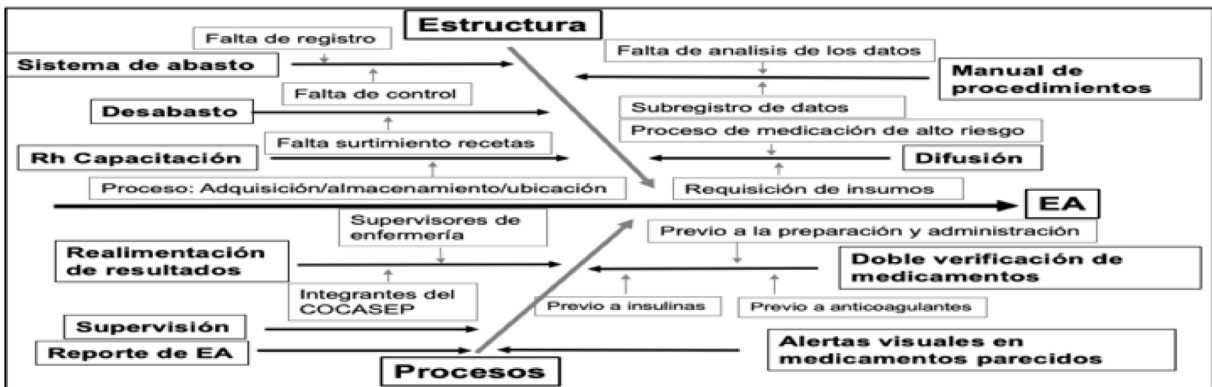 Estructura
Falta de registro
Sistema de abasto
Falta de control
Desabasto
Falta surtimiento recetas
Rh Capacitación
Proceso: Adquisición/almacenamiento/ubicación
Falta de analisis de los datos
Manual de
procedimientos
Subregistro de datos
Proceso de medicación de alto riesgo
Difusión
Requisición de insumos
EA
Supervisores de
enfermería
Realimentación
de resultados
Integrantes del
COCASEP
Supervisión
Reporte de EA
Procesos
Previo a la preparación y administración
Doble verificación de
medicamentos
Previo a insulinas
Previo a anticoagulantes
Alertas visuales en
medicamentos parecidos